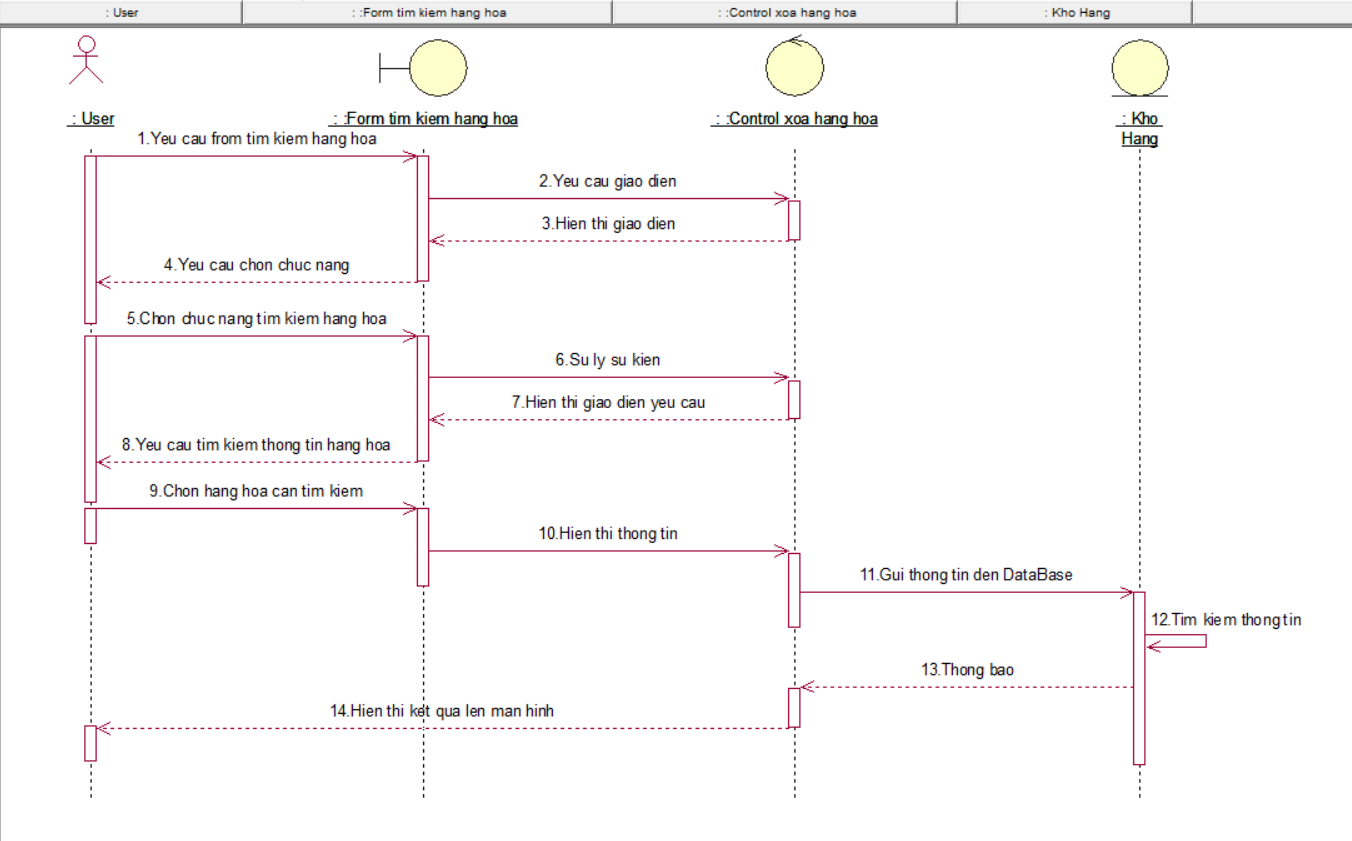 : User
: :Form tim kiem hang hoa
: :Control xoa hang hoa
: Kho Hang
: User
: :Form tim kiem hang hoa
: :Control xoa hang hoa
: Kho
Hang
1.Yeu cau from tim kiem hang hoa
2.Yeu cau giao dien
3.Hien thi giao dien
4.Yeu cau chon chuc nang
5.Chon chuc nang tim kiem hang hoa
6.Su ly su kien
7.Hien thi giao dien yeu cau
8.Yeu cau tim kiem thong tin hang hoa
9.Chon hang hoa can tim kiem
10.Hien thi thong tin
11.Gui thong tin den DataBase
12.Tim kiem thong tin
13.Thong bao
14.Hien thi ket qua len man hinh